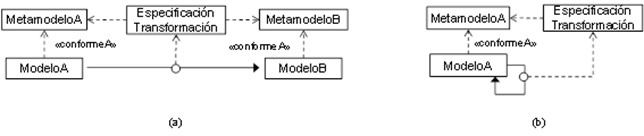 MetamodeloA
Especificación
Transformación
MetamodeloB
«conformeA»
«conformeA»
ModeloA
ModeloB
(a)
MetamodeloA
Especificación
Transformación
«conformeA»
ModeloA
(b)